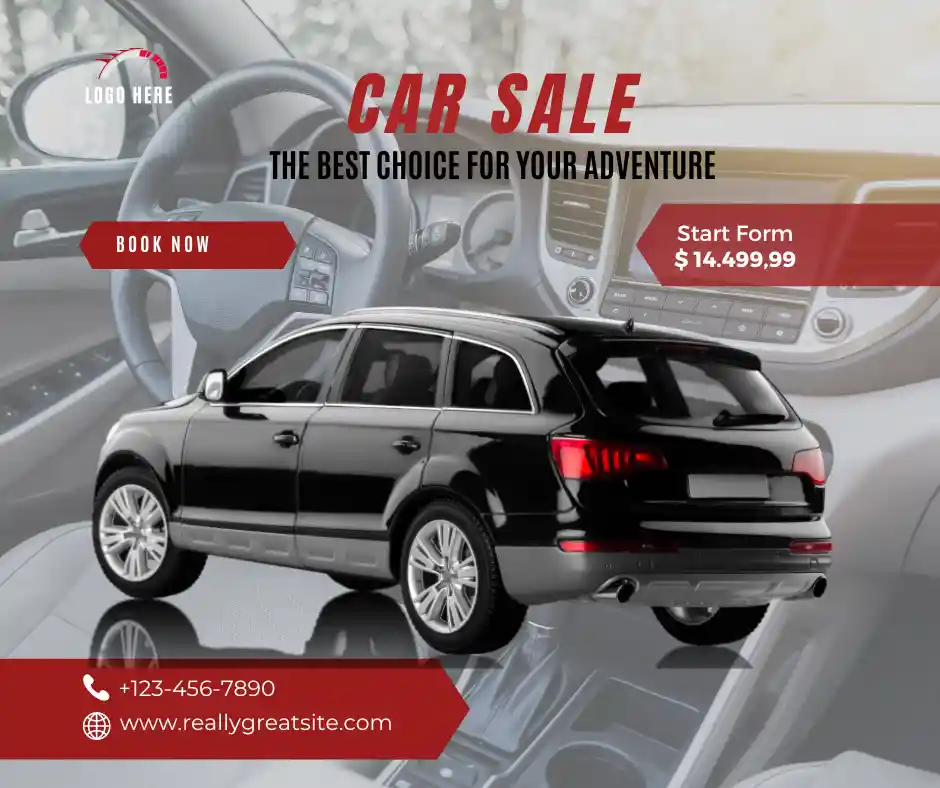 LOGO HERE
CAR SALE
THE BEST CHOICE FOR YOUR ADVENTURE
BOOK NOW
Start Form
$ 14.499,99
+123-456-7890
www.reallygreatsite.com